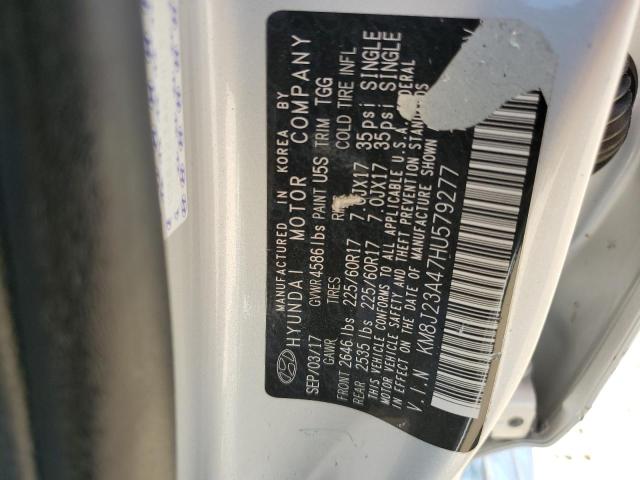 MANUFACTURED IN KOREA BY
HYUNDAI MOTOR COMPANY
SEP/03/17 GVWR 4586 lbs PAINT U5S TRIM TGG
GAWR TIRES COLD TIRE INFL
FRONT 2646 lbs 225/60R17 7.0JX17 35psi SINGLE
REAR 2535 lbs 225/60R17 7.0JX17 35psi SINGLE
THIS VEHICLE CONFORMS TO ALL APPLICABLE U.S.A. FEDERAL
MOTOR VEHICLE SAFETY AND THEFT PREVENTION STANDARDS
IN EFFECT ON THE DATE OF MANUFACTURE SHOWN
V.I.N KM8J23A47HU579277